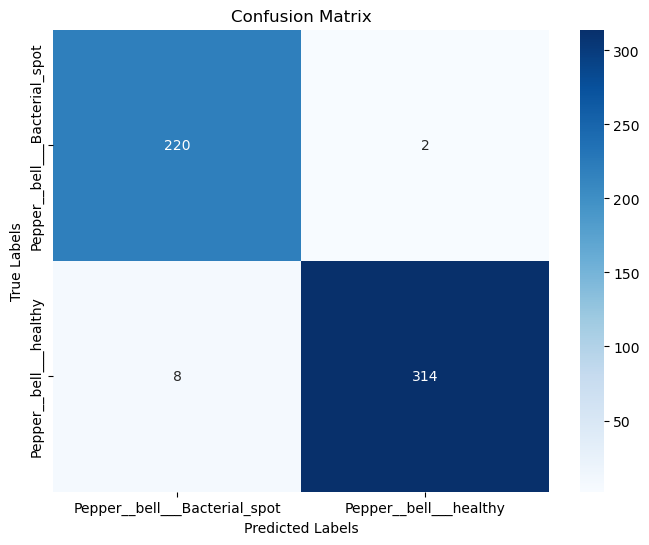 Confusion Matrix
True Labels
Pepper__bell___Bacterial_spot
Pepper__bell___healthy
220
2
8
314
Pepper__bell___Bacterial_spot
Pepper__bell___healthy
Predicted Labels
300
250
200
150
100
50